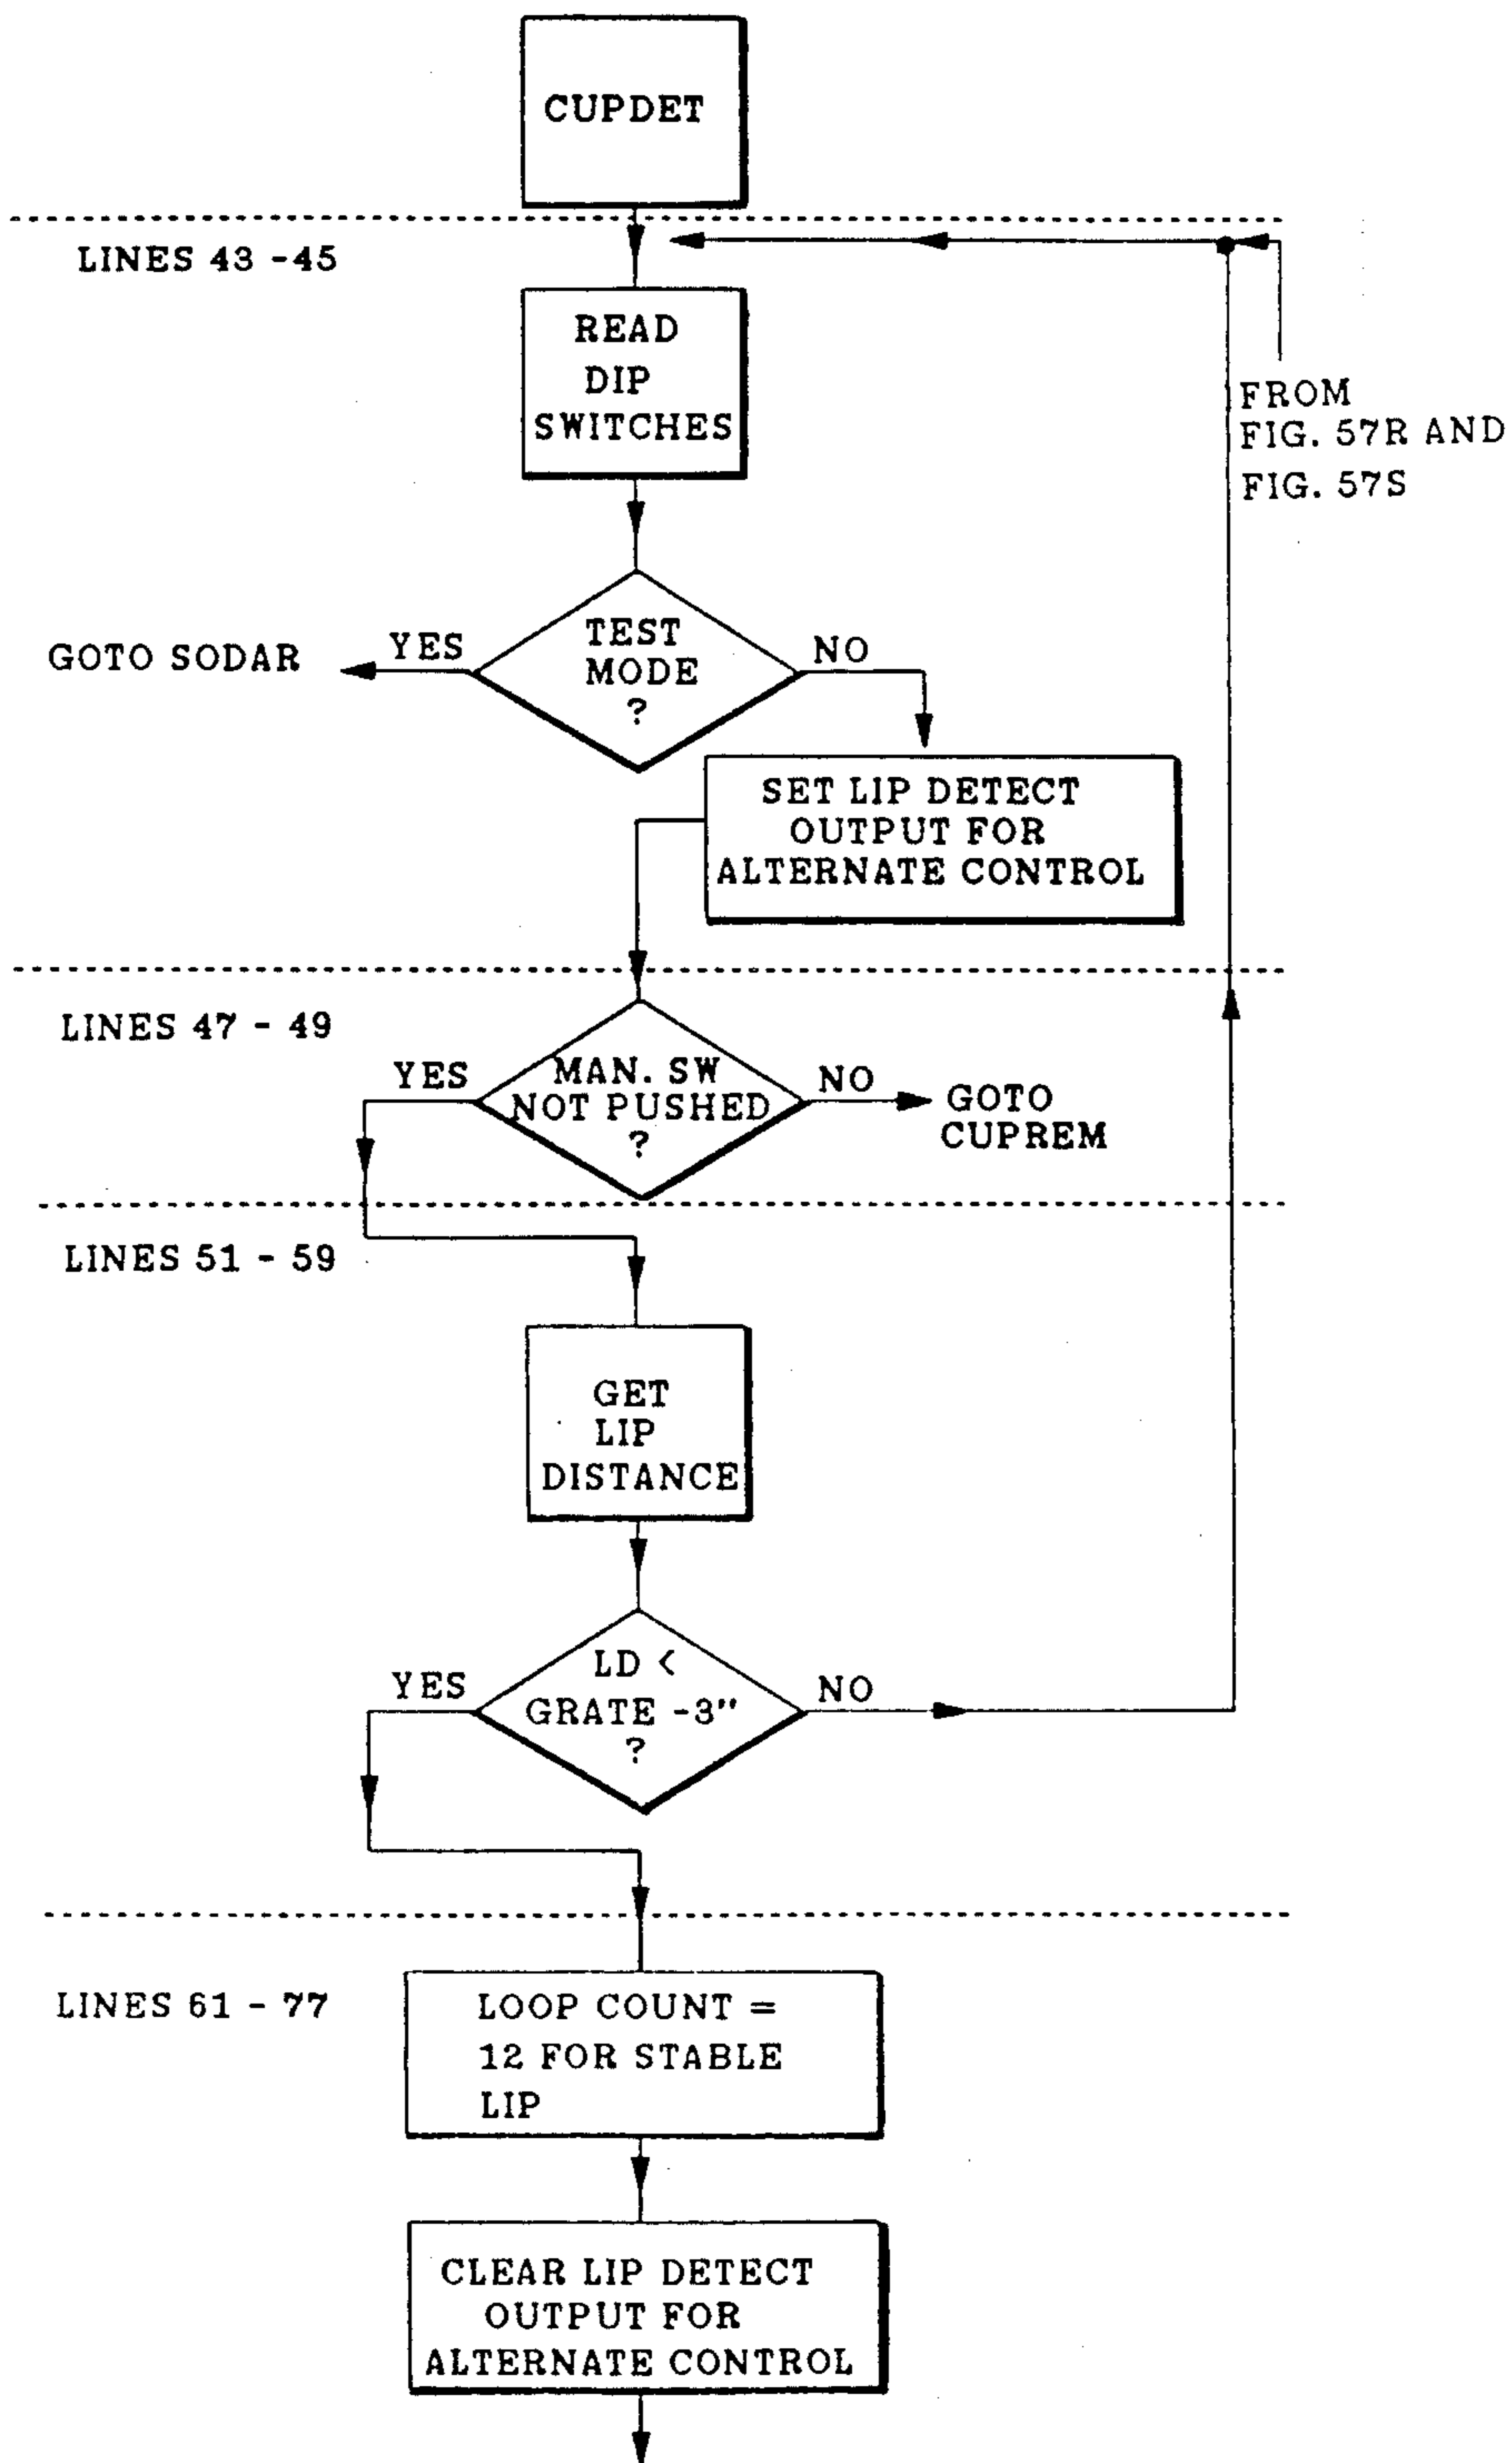 CUPDET
LINES 43 -45
READ
DIP
SWITCHES
FROM
FIG. 57R AND
FIG. 57S
TEST
MODE
?
YES
NO
GOTO SODAR
SET LIP DETECT
OUTPUT FOR
ALTERNATE CONTROL
LINES 47 - 49
MAN. SW
NOT PUSHED
?
YES
NO
GOTO
CUPREM
LINES 51 - 59
GET
LIP
DISTANCE
LD <
GRATE -3"
?
YES
NO
LINES 61 - 77
LOOP COUNT =
12 FOR STABLE
LIP
CLEAR LIP DETECT
OUTPUT FOR
ALTERNATE CONTROL